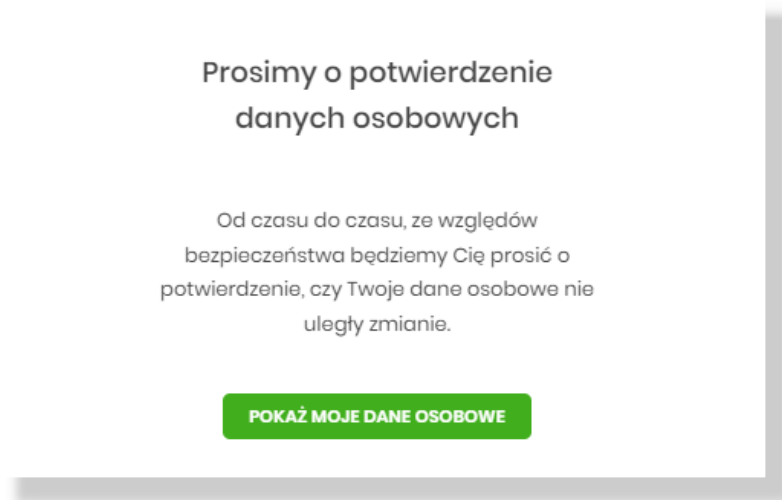 Prosimy o potwierdzenie
danych osobowych
Od czasu do czasu, ze względów
bezpieczeństwa będziemy Cię prosić o
potwierdzenie, czy Twoje dane osobowe nie
uległy zmianie.
POKAŻ MOJE DANE OSOBOWE